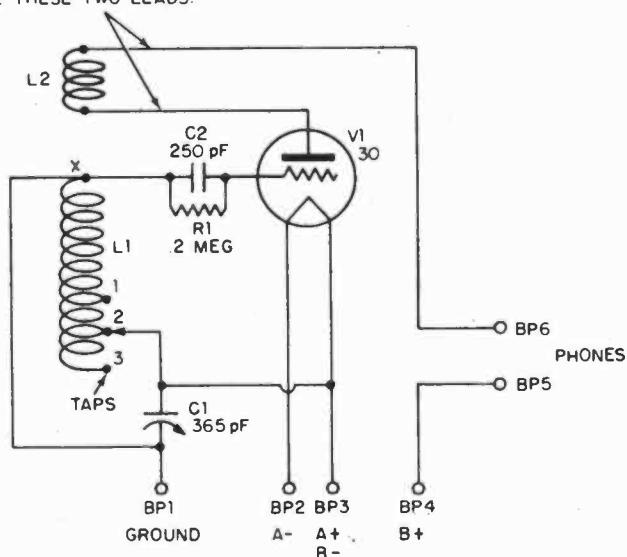 THESE TWO LEADS.
L2
C2
250 pF
V1
30
X
R1
2 MEG
L1
1
2
3
TAPS
C1
365 pF
BP6
PHONES
BP5
BP1
BP2
BP3
BP4
GROUND
A-
A+
B+
B-